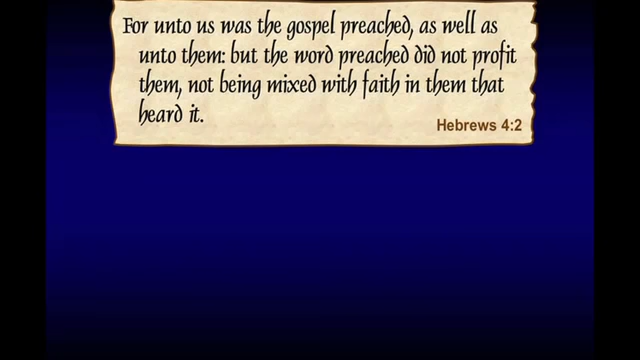 For unto us was the gospel preached, as well as
unto them: but the word preached did not profit
them, not being mixed with faith in them that
heard it.
Hebrews 4:2